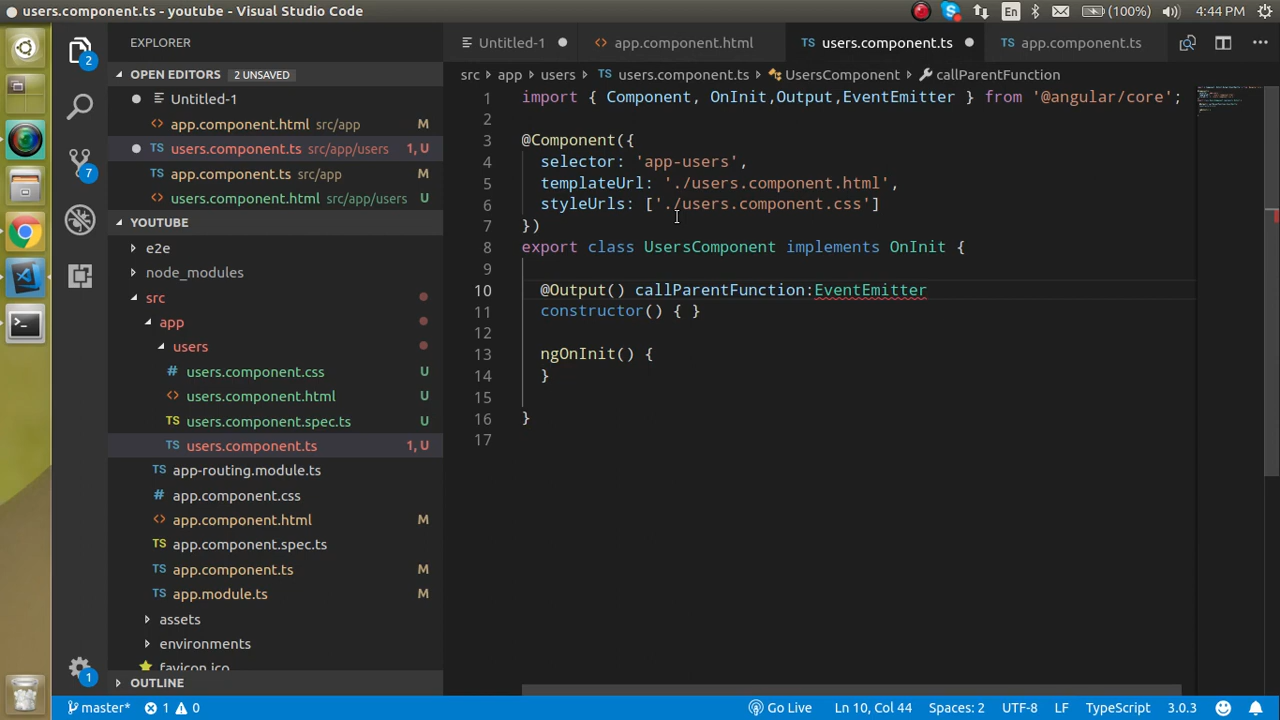 users.component.ts - youtube - Visual Studio Code
En
(100%)
4:44 PM
EXPLORER
Untitled-1
app.component.html
users.component.ts
app.component.ts
2
OPEN EDITORS 2 UNSAVED
Untitled-1
app.component.html src/app M
users.component.ts src/app/users 1, U
app.component.ts src/app M
users.component.html src/app/users U
7
YOUTUBE
e2e
node_modules
src
app
users
users.component.css U
users.component.html U
users.component.spec.ts U
users.component.ts 1, U
app-routing.module.ts
app.component.css
app.component.html M
app.component.spec.ts
app.component.ts M
app.module.ts M
assets
environments
favicon.ico
OUTLINE
1
src app users users.component.ts UsersComponent callParentFunction
1 import { Component, OnInit,Output,EventEmitter } from '@angular/core';
2
3 @Component({
4 selector: 'app-users',
5 templateUrl: './users.component.html',
6 styleUrls: ['./users.component.css']
7 })
8 export class UsersComponent implements OnInit {
9
10 @Output() callParentFunction:EventEmitter
11 constructor() { }
12
13 ngOnInit() {
14 }
15
16 }
17
master* 1 0 Go Live Ln 10, Col 44 Spaces: 2 UTF-8 LF TypeScript 3.0.3